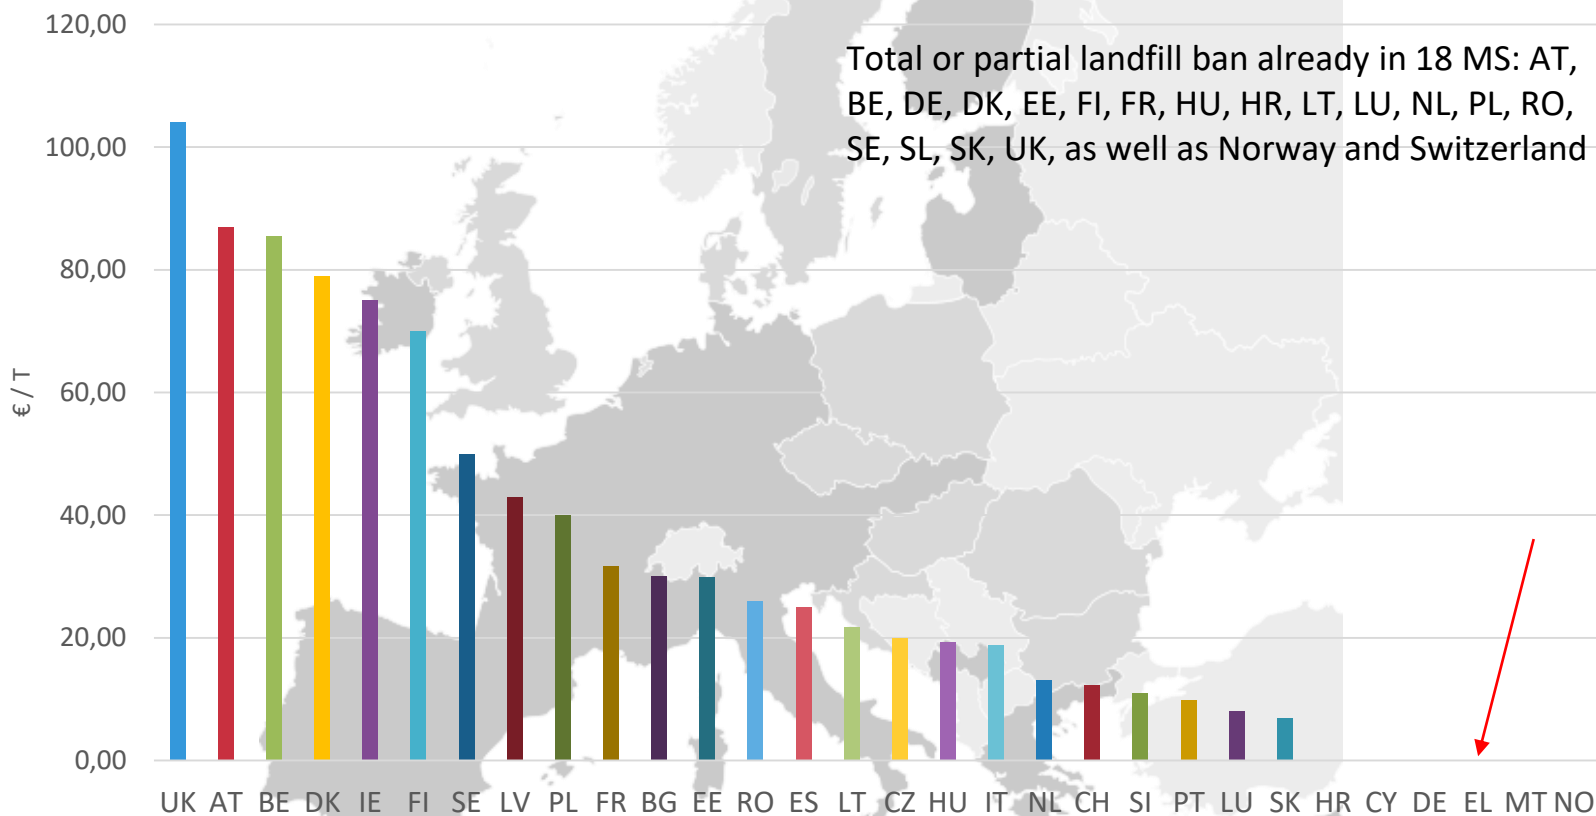 120,00
Total or partial landfill ban already in 18 MS: AT,
BE, DE, DK, EE, FI, FR, HU, HR, LT, LU, NL, PL, RO,
SE, SL, SK, UK, as well as Norway and Switzerland
100,00
80,00
60,00
€ / T
40,00
20,00
0,00
UK AT BE DK IE FI SE LV PL FR BG EE RO ES LT CZ HU IT NL CH SI PT LU SK HR CY DE EL MT NO